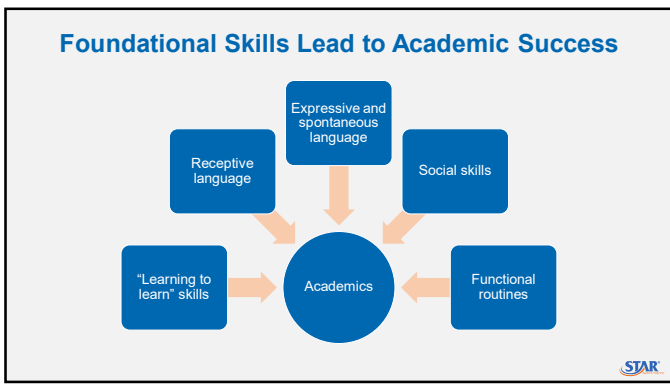 Foundational Skills Lead to Academic Success
Expressive and
spontaneous
language
Receptive
language
Social skills
"Learning to
learn" skills
Academics
Functional
routines
STAR